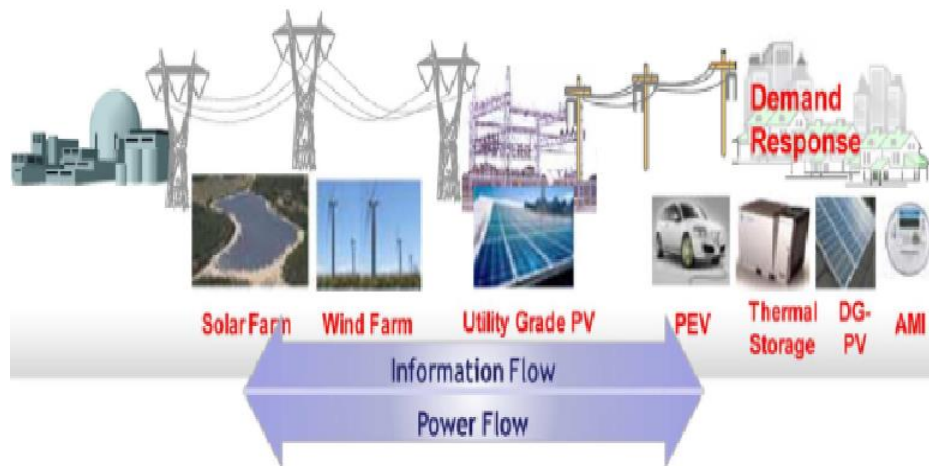 Demand
Response
Solar Farm
Wind Farm
Utility Grade PV
PEV
Thermal
Storage
DG-
PV
AMI
Information Flow
Power Flow